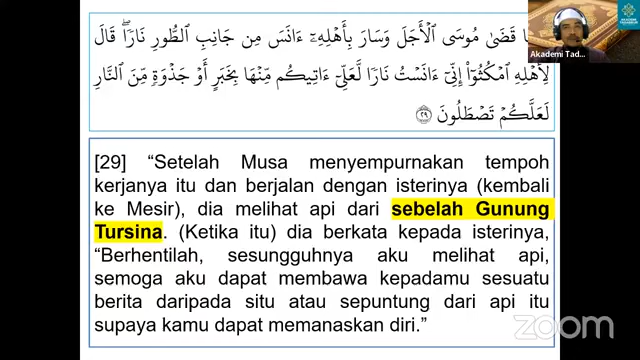 قَضَىٰ مُوسَى ٱلۡأَجَلَ وَسَارَ بِأَهۡلِهِۦٓ ءَانَسَ مِن جَانِبِ ٱلطُّورِ نَارٗاۖ قَالَ
لِأَهۡلِهِ ٱمۡكُثُوٓاْ إِنِّيٓ ءَانَسۡتُ نَارٗا لَّعَلِّيٓ ءَاتِيكُم مِّنۡهَا بِخَبَرٍ أَوۡ جَذۡوَةٖ مِّنَ ٱلنَّارِ
لَعَلَّكُمۡ تَصۡطَلُونَ ٢٩
Akademi Tad...
[29] “Setelah Musa menyempurnakan tempoh
kerjanya itu dan berjalan dengan isterinya (kembali
ke Mesir), dia melihat api dari sebelah Gunung
Tursina. (Ketika itu) dia berkata kepada isterinya,
“Berhentilah, sesungguhnya aku melihat api,
semoga aku dapat membawa kepadamu sesuatu
berita daripada situ atau sepuntung dari api itu
supaya kamu dapat memanaskan diri.”
zoom